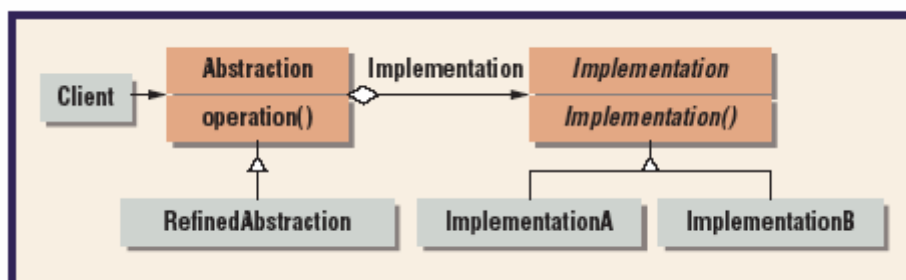 Abstraction
Implementation
Implementation
Client
operation()
Implementation()
RefinedAbstraction
ImplementationA
ImplementationB